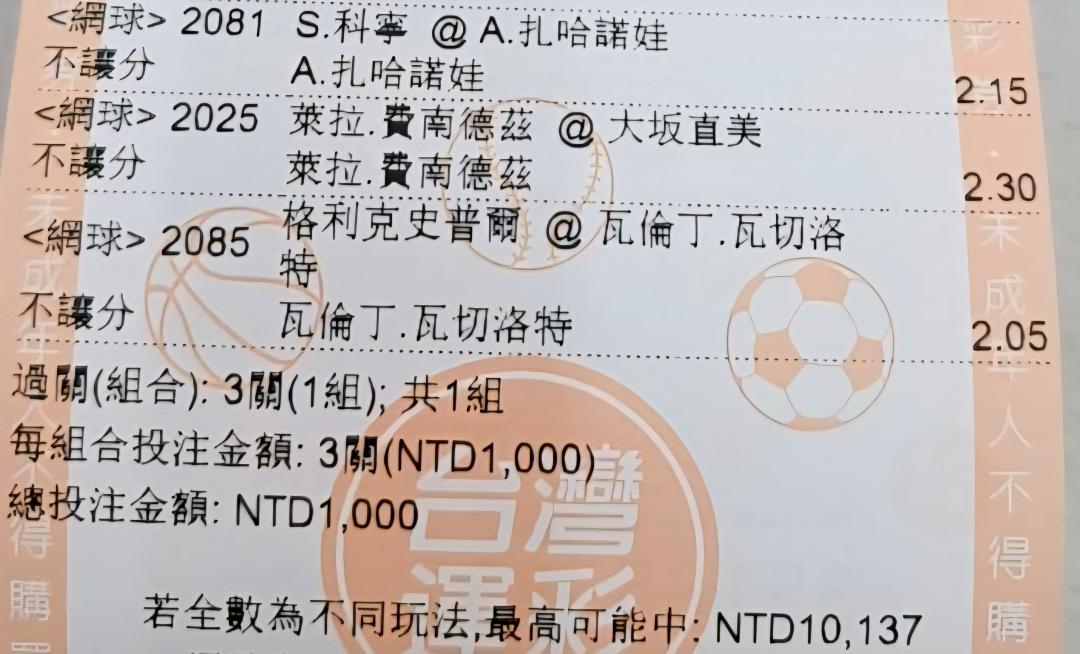 <網球> 2081 S.科寧 @ A.扎哈諾娃
不讓分 A.扎哈諾娃 2.15
<網球> 2025 萊拉.費南德茲 @ 大坂直美
不讓分 萊拉.費南德茲 2.30
<網球> 2085 格利克史普爾 @ 瓦倫丁.瓦切洛
特
不讓分 瓦倫丁.瓦切洛特 2.05
過關(組合): 3關(1組); 共1組
每組合投注金額: 3關(NTD1,000)
總投注金額: NTD1,000
台灣
運彩
若全數為不同玩法,最高可能中: NTD10,137
未成年人不得購
彩
未成年人不得購